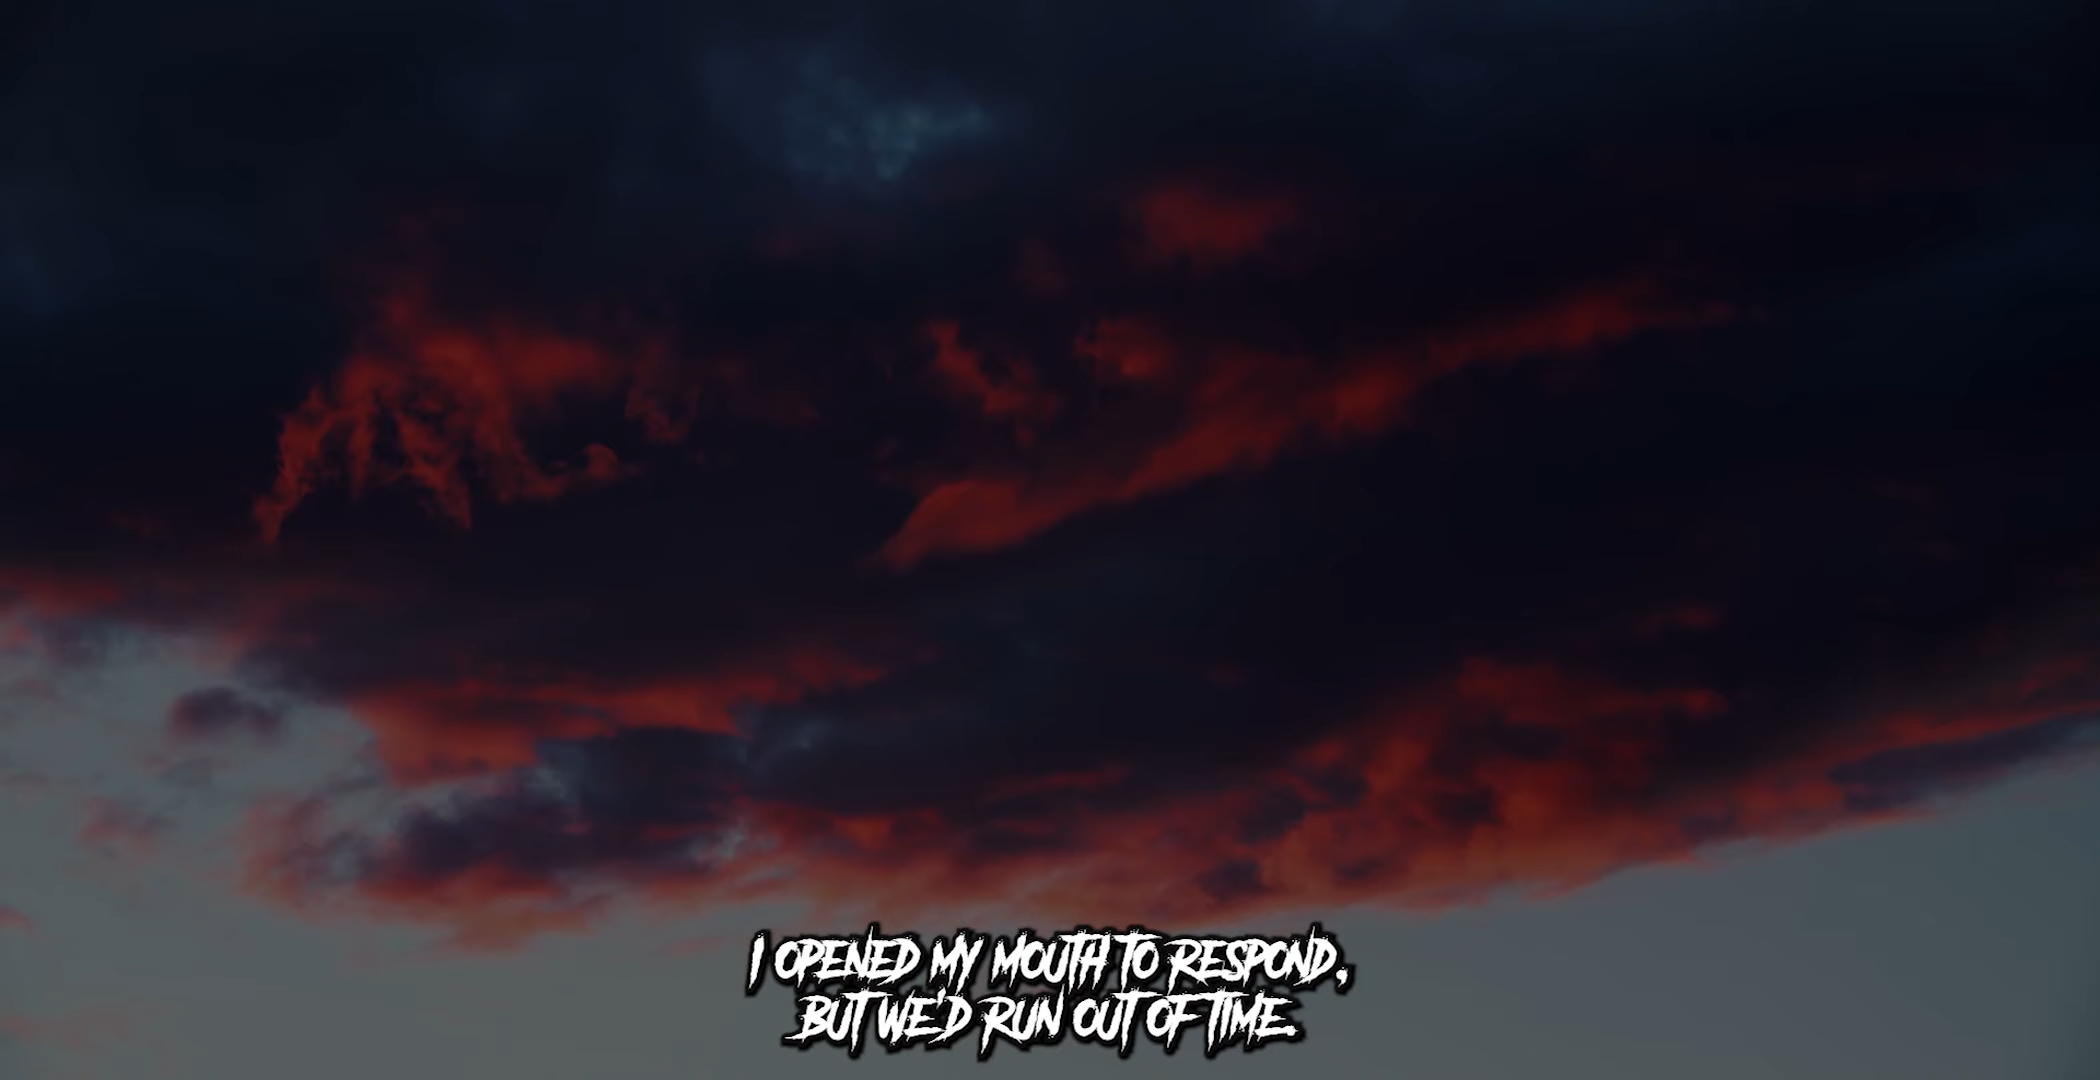 I OPENED MY MOUTH TO RESPOND,
BUT WE'D RUN OUT OF TIME.